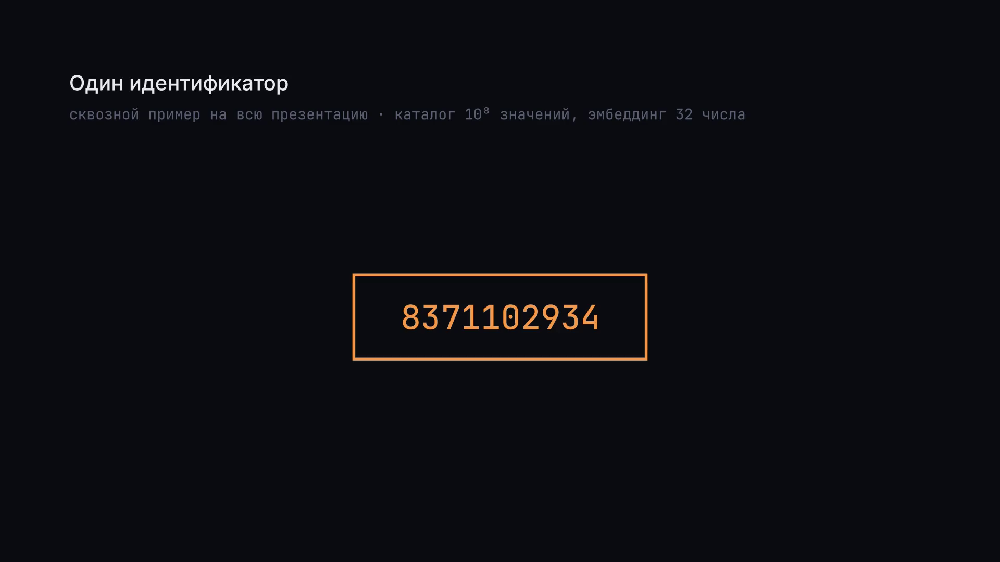 Один идентификатор
сквозной пример на всю презентацию · каталог 10⁸ значений, эмбеддинг 32 числа
8371102934